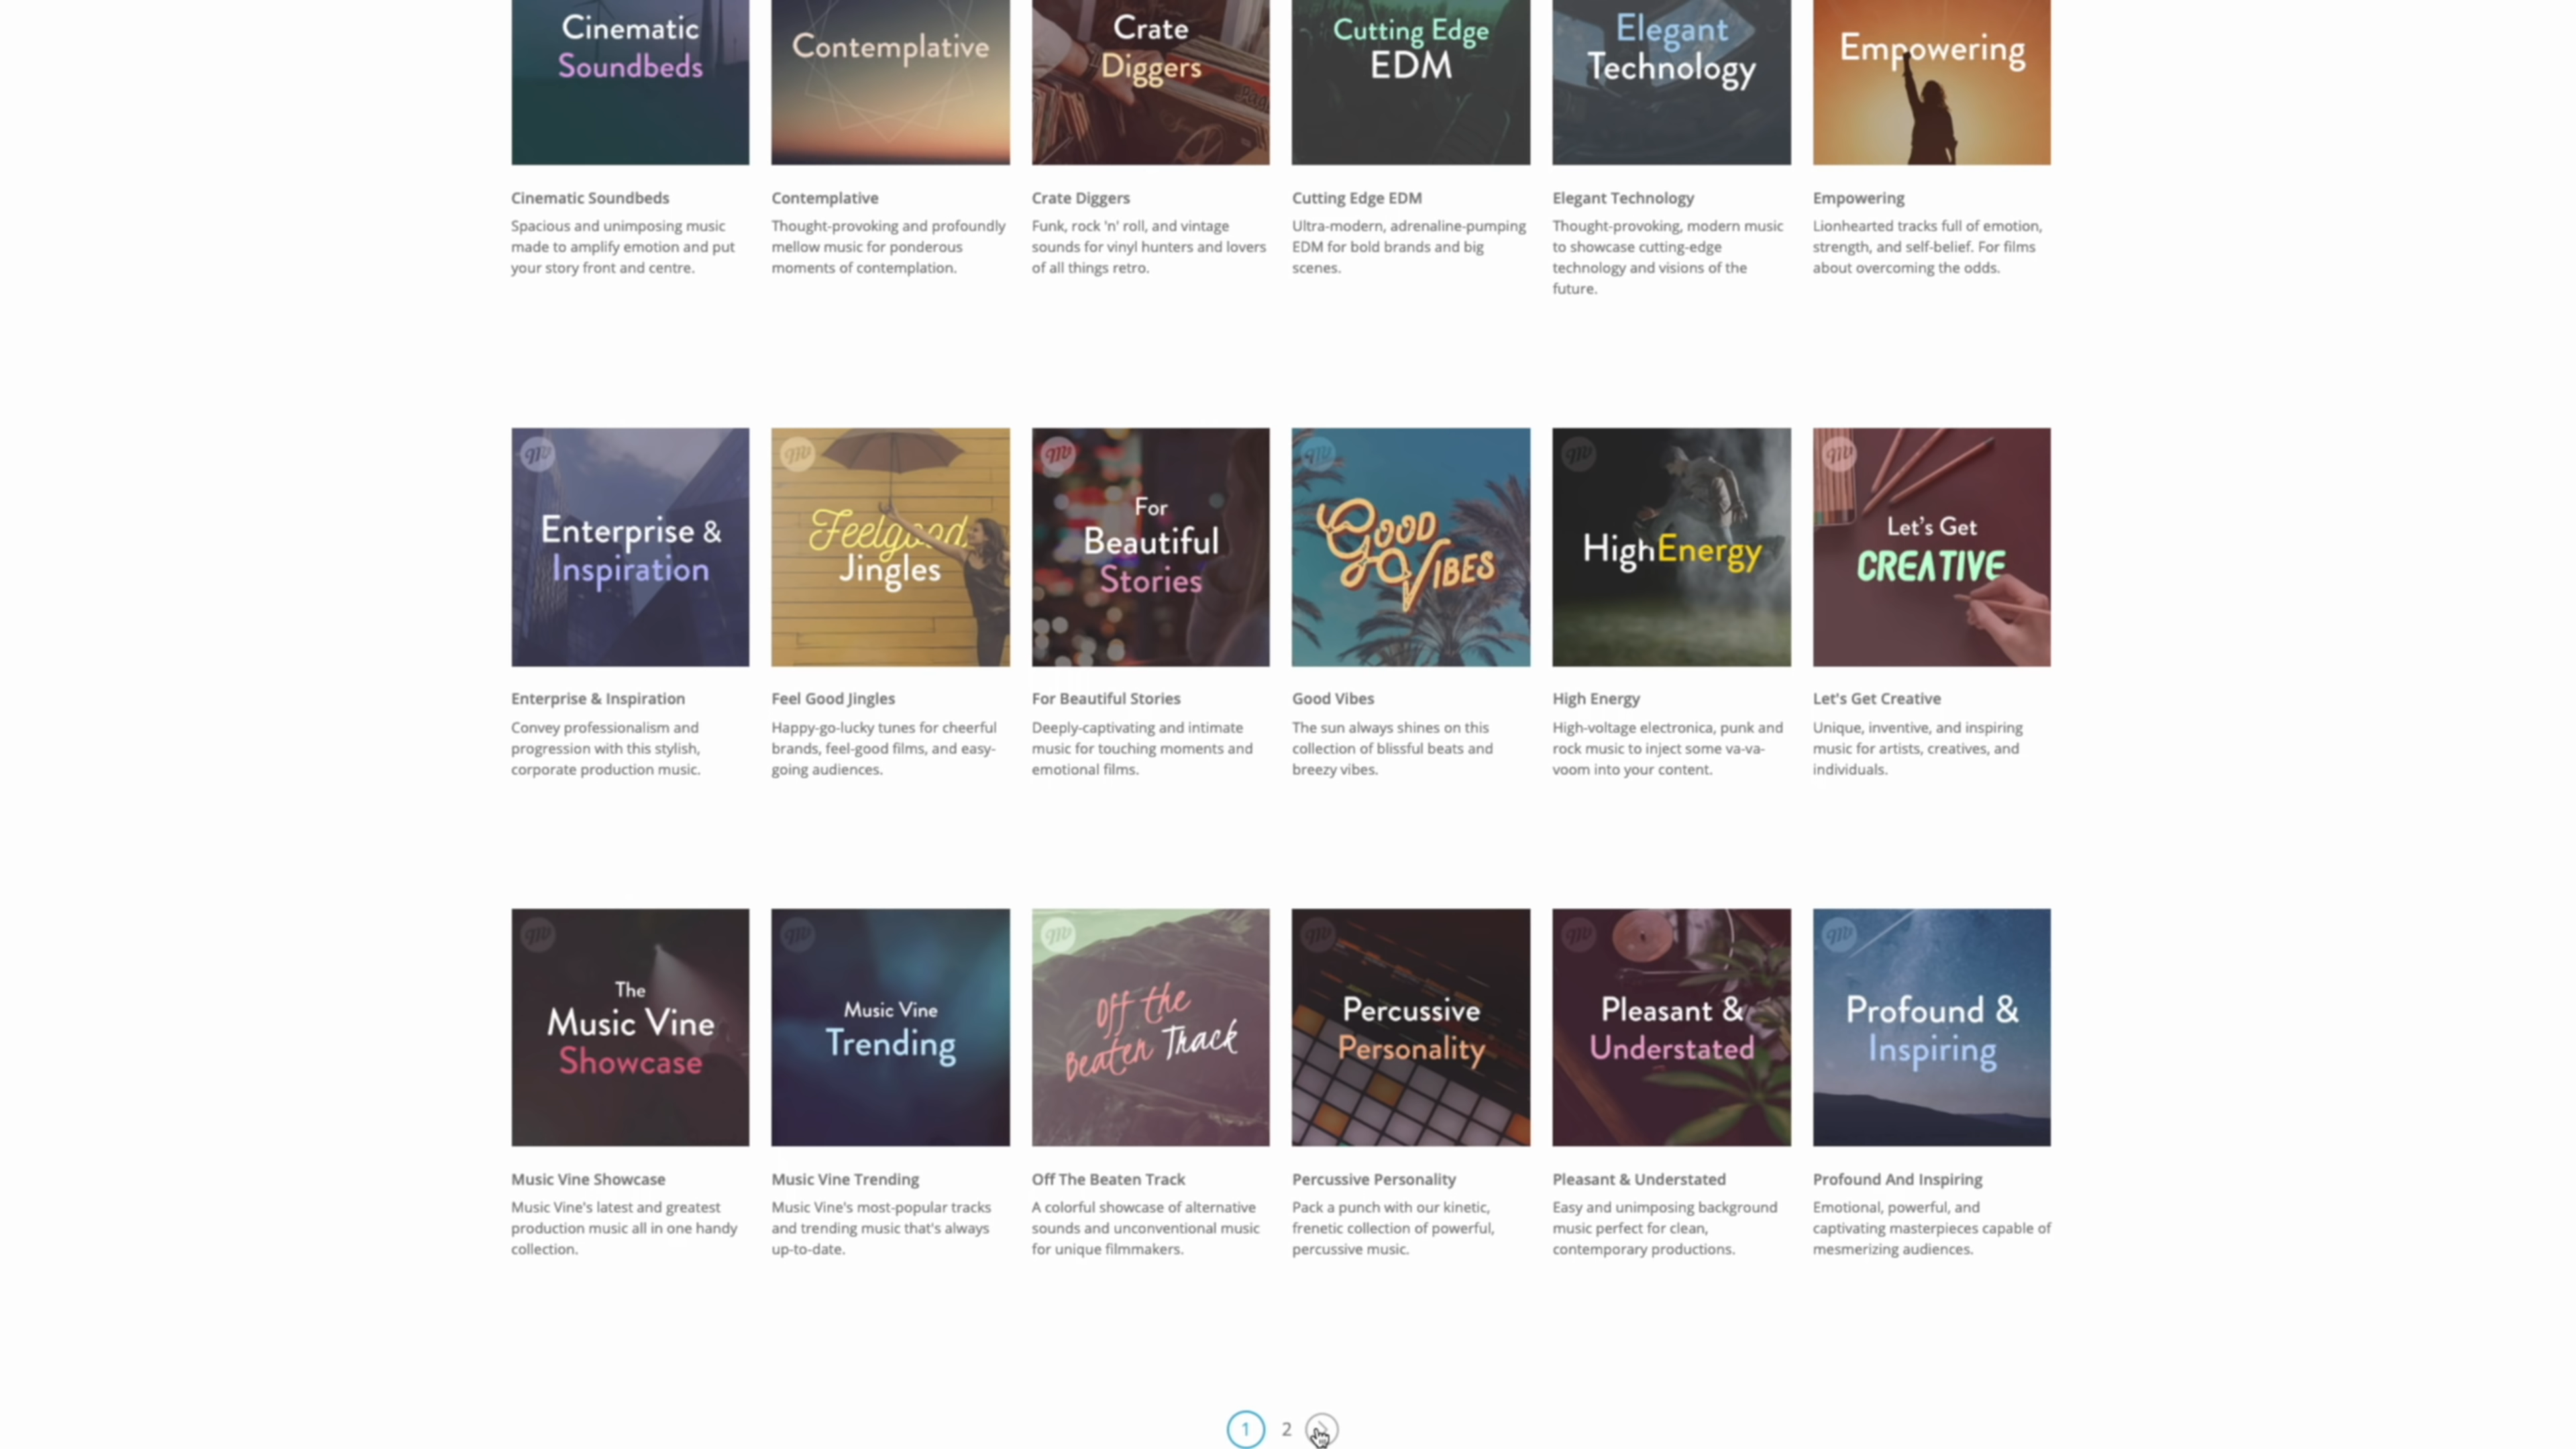 Cinematic
Soundbeds
Contemplative
Crate
Diggers
Cutting Edge
EDM
Elegant
Technology
Empowering
Cinematic Soundbeds
Spacious and unimposing music
made to amplify emotion and put
your story front and centre.
Contemplative
Thought-provoking and profoundly
mellow music for ponderous
moments of contemplation.
Crate Diggers
Funk, rock 'n' roll, and vintage
sounds for vinyl hunters and lovers
of all things retro.
Cutting Edge EDM
Ultra-modern, adrenaline-pumping
EDM for bold brands and big
scenes.
Elegant Technology
Thought-provoking, modern music
to showcase cutting-edge
technology and visions of the
future.
Empowering
Lionhearted tracks full of emotion,
strength, and self-belief. For films
about overcoming the odds.
Enterprise &
Inspiration
Feelgood
Jingles
For
Beautiful
Stories
Good
Vibes
HighEnergy
Let's Get
CREATIVE
Enterprise & Inspiration
Convey professionalism and
progression with this stylish,
corporate production music.
Feel Good Jingles
Happy-go-lucky tunes for cheerful
brands, feel-good films, and easy-
going audiences.
For Beautiful Stories
Deeply-captivating and intimate
music for touching moments and
emotional films.
Good Vibes
The sun always shines on this
collection of blissful beats and
breezy vibes.
High Energy
High-voltage electronica, punk and
rock music to inject some va-va-
voom into your content.
Let's Get Creative
Unique, inventive, and inspiring
music for artists, creatives, and
individuals.
The
Music Vine
Showcase
Music Vine
Trending
Off the
Beaten Track
Percussive
Personality
Pleasant &
Understated
Profound &
Inspiring
Music Vine Showcase
Music Vine's latest and greatest
production music all in one handy
collection.
Music Vine Trending
Music Vine's most-popular tracks
and trending music that's always
up-to-date.
Off The Beaten Track
A colorful showcase of alternative
sounds and unconventional music
for unique filmmakers.
Percussive Personality
Pack a punch with our kinetic,
frenetic collection of powerful,
percussive music.
Pleasant & Understated
Easy and unimposing background
music perfect for clean,
contemporary productions.
Profound And Inspiring
Emotional, powerful, and
captivating masterpieces capable of
mesmerizing audiences.
1 2